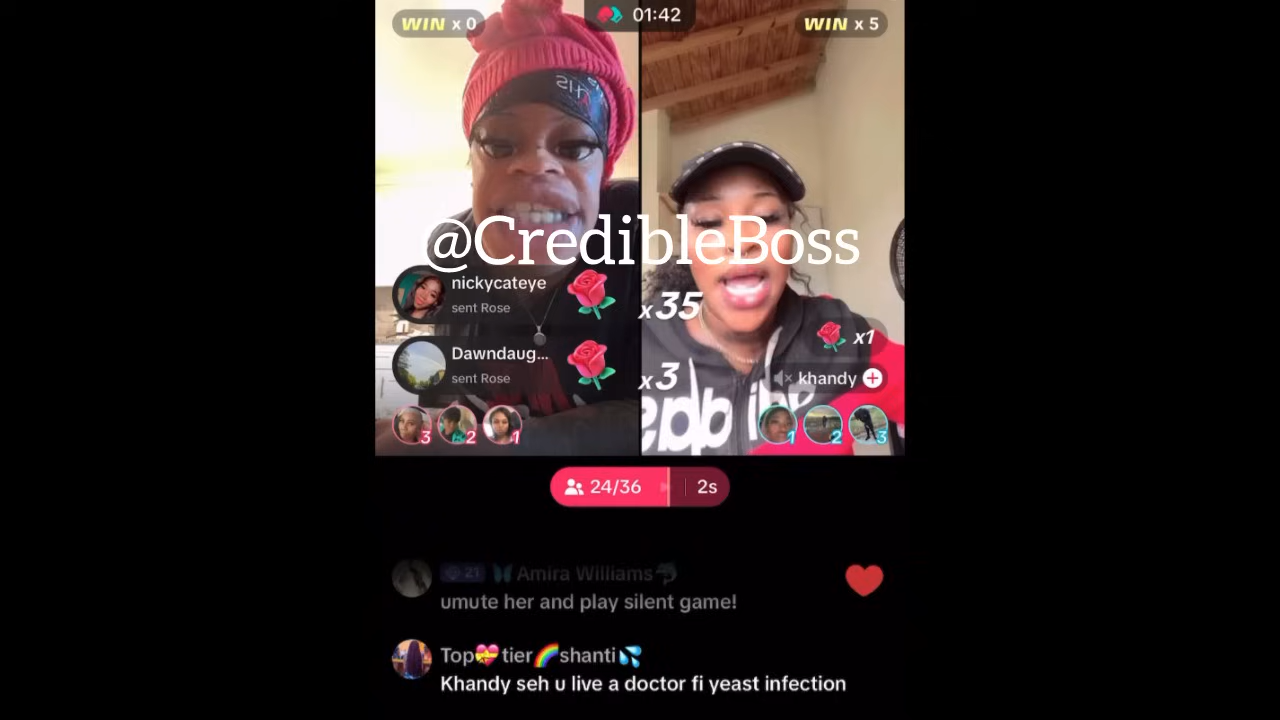 WIN x 0
01:42
WIN x 5
@CredibleBoss
nickycateye
sent Rose
x35
x1
Dawndaug...
sent Rose
x3
khandy
3
2
1
1
2
3
24/36
2s
21 Amira Williams
umute her and play silent game!
Top💝tier🌈shanti💦
Khandy seh u live a doctor fi yeast infection